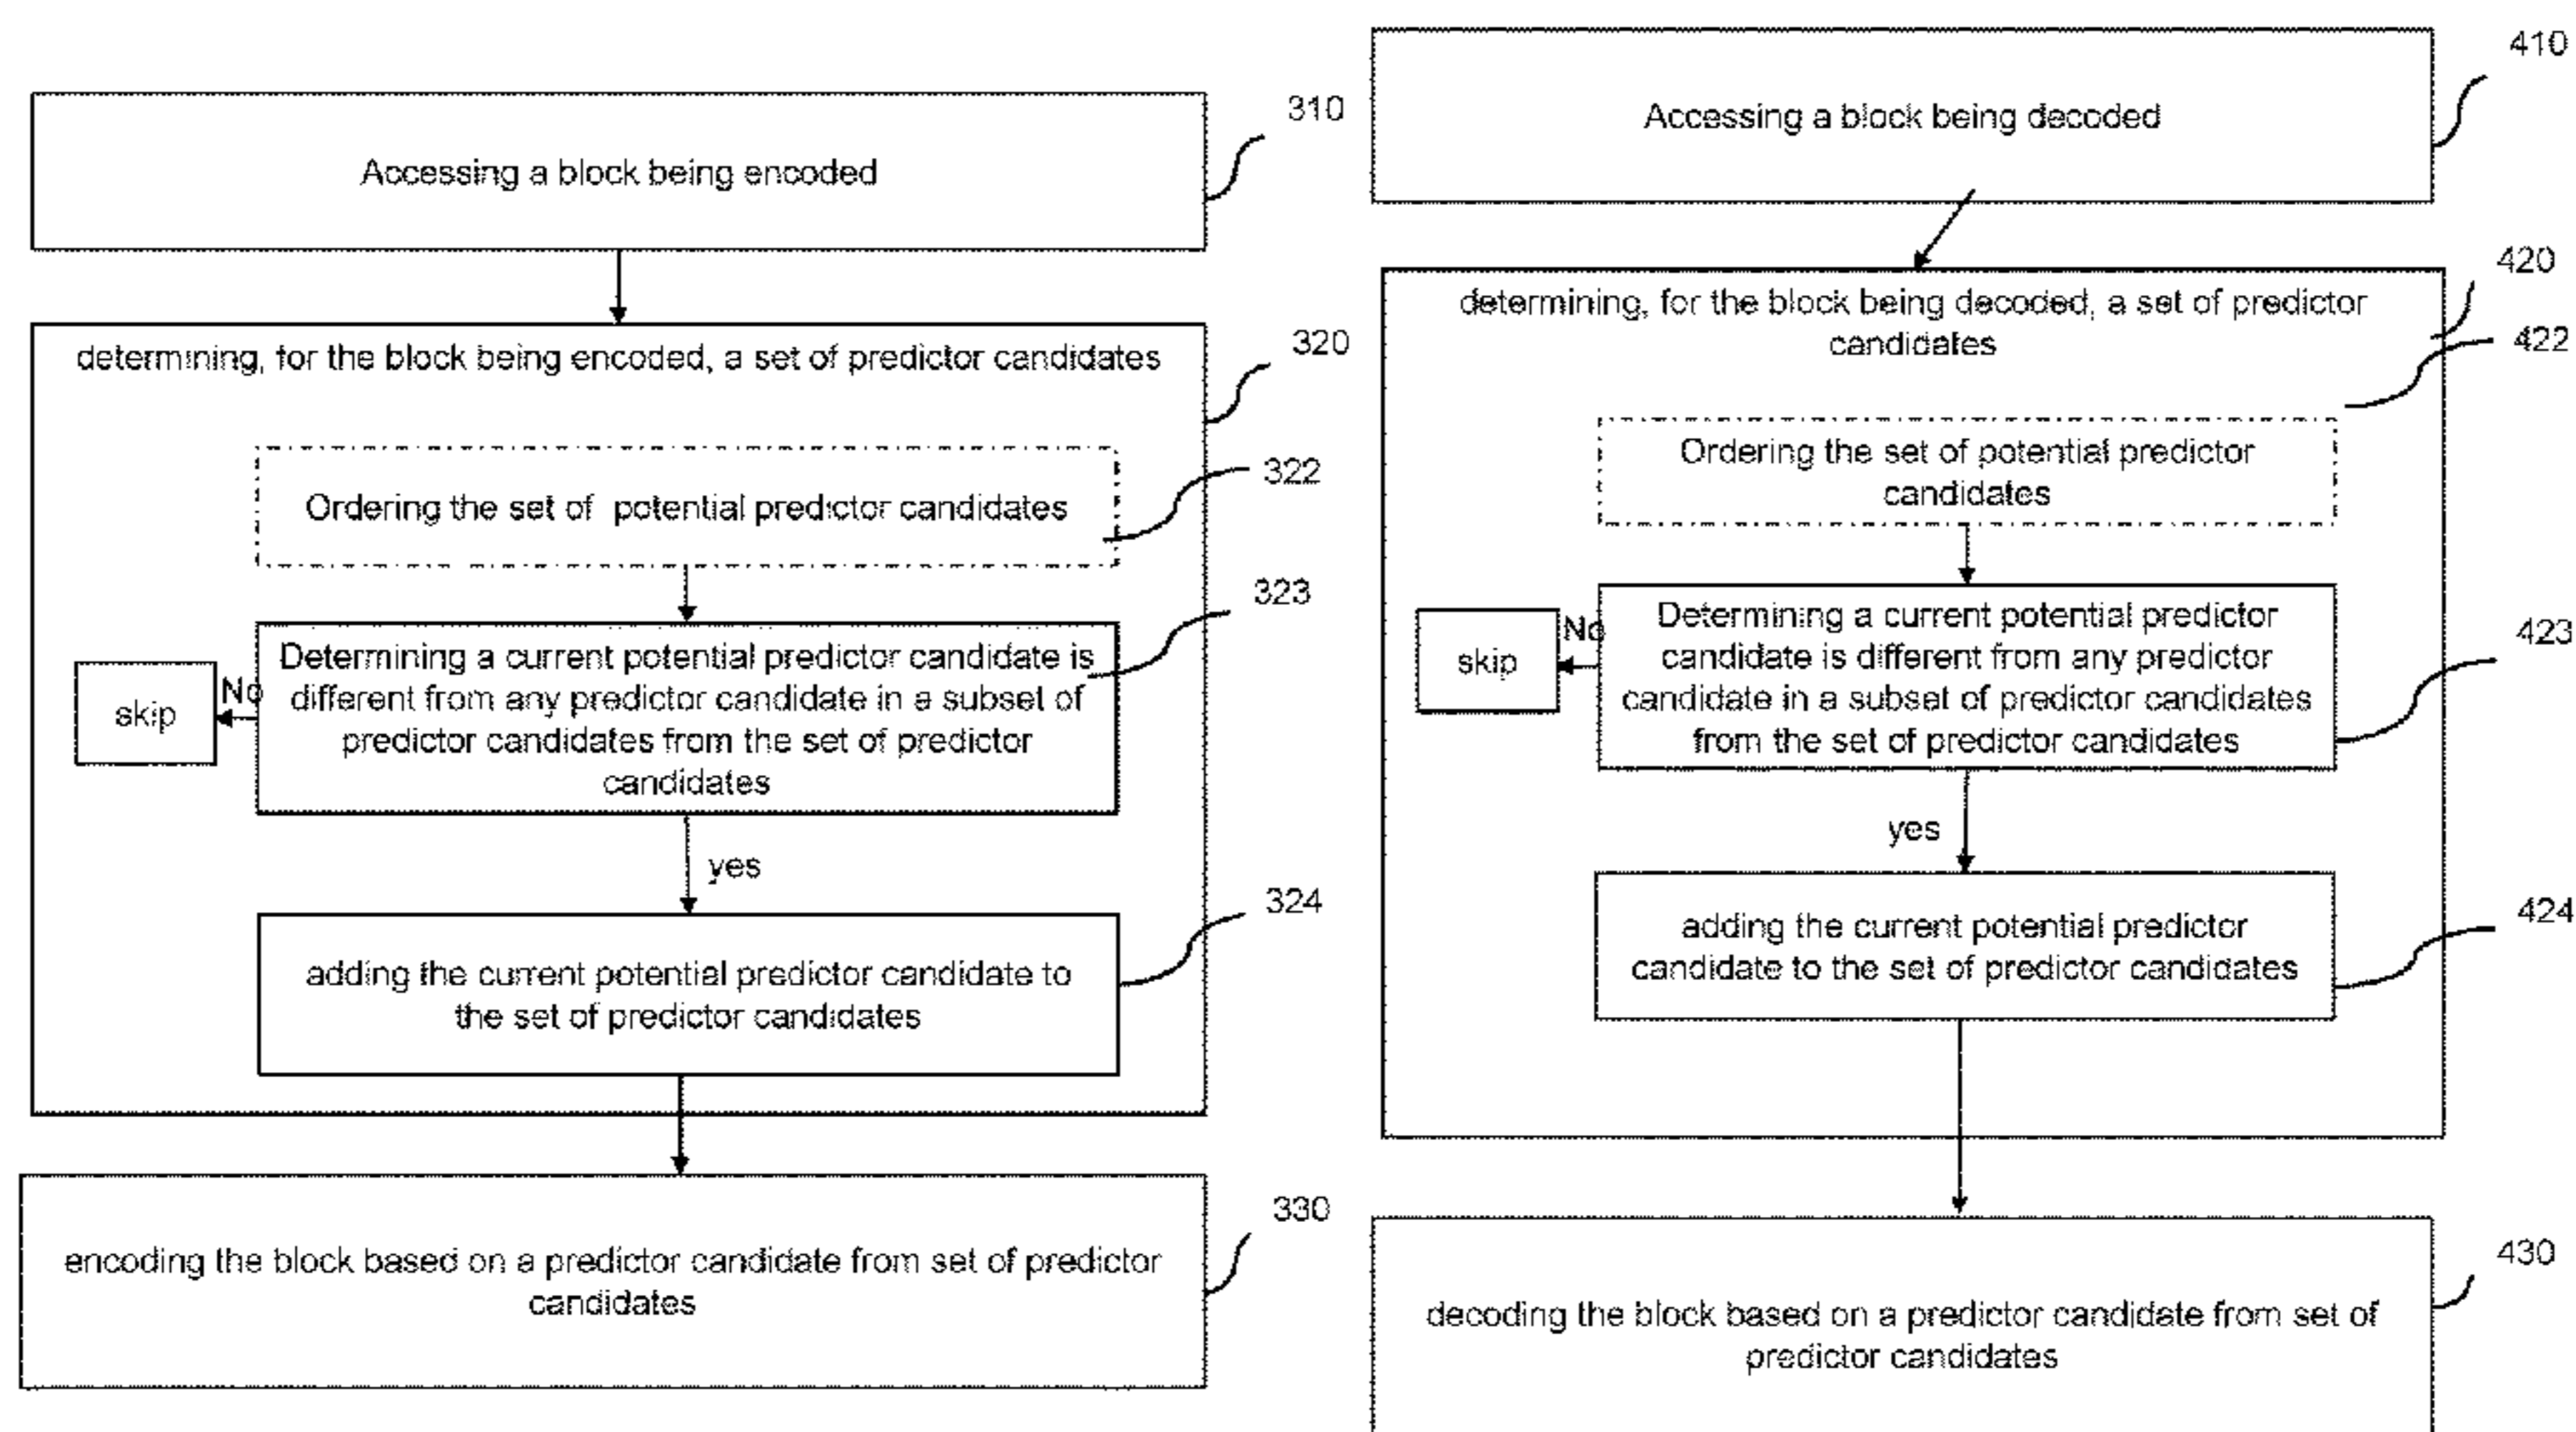 310
Accessing a block being encoded
320
determining, for the block being encoded, a set of predictor candidates
322
Ordering the set of potential predictor candidates
323
Determining a current potential predictor candidate is
different from any predictor candidate in a subset of
predictor candidates from the set of predictor
candidates
No
skip
yes
324
adding the current potential predictor candidate to
the set of predictor candidates
330
encoding the block based on a predictor candidate from set of predictor
candidates
410
Accessing a block being decoded
420
determining, for the block being decoded, a set of predictor
candidates
422
Ordering the set of potential predictor
candidates
423
Determining a current potential predictor
candidate is different from any predictor
candidate in a subset of predictor candidates
from the set of predictor candidates
No
skip
yes
424
adding the current potential predictor
candidate to the set of predictor candidates
430
decoding the block based on a predictor candidate from set of
predictor candidates